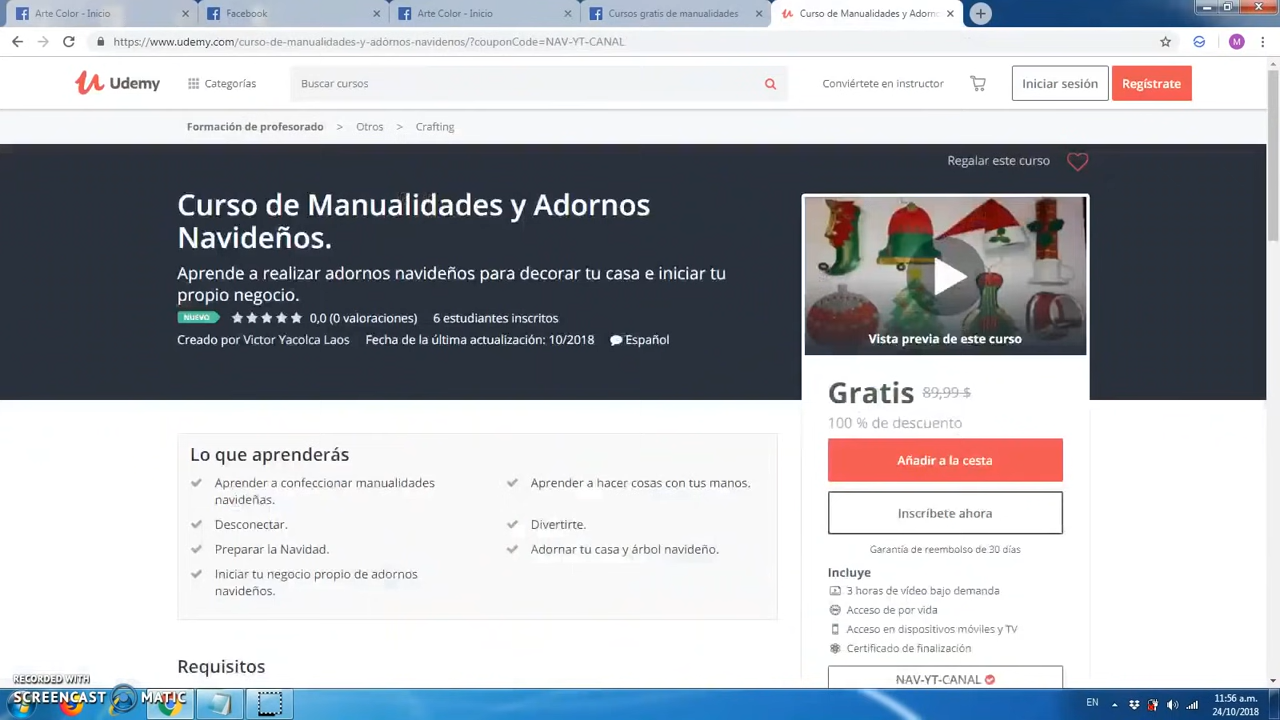 Arte Color - Inicio
Facebook
Arte Color - Inicio
Cursos gratis de manualidades
Curso de Manualidades y Adorn
https://www.udemy.com/curso-de-manualidades-y-adornos-navidenos/?couponCode=NAV-YT-CANAL
M
Udemy
Categorías
Buscar cursos
Conviértete en instructor
Iniciar sesión
Regístrate
Formación de profesorado > Otros > Crafting
Regalar este curso
Curso de Manualidades y Adornos
Navideños.
Aprende a realizar adornos navideños para decorar tu casa e iniciar tu
propio negocio.
NUEVO 0,0 (0 valoraciones) 6 estudiantes inscritos
Creado por Victor Yacolca Laos Fecha de la última actualización: 10/2018 Español
Vista previa de este curso
Gratis 89,99 $
100 % de descuento
Añadir a la cesta
Inscríbete ahora
Garantía de reembolso de 30 días
Incluye
3 horas de vídeo bajo demanda
Acceso de por vida
Acceso en dispositivos móviles y TV
Certificado de finalización
NAV-YT-CANAL
Lo que aprenderás
Aprender a confeccionar manualidades
navideñas.
Aprender a hacer cosas con tus manos.
Desconectar.
Divertirte.
Preparar la Navidad.
Adornar tu casa y árbol navideño.
Iniciar tu negocio propio de adornos
navideños.
Requisitos
RECORDED WITH
SCREENCAST MATIC
EN
11:56 a.m.
24/10/2018